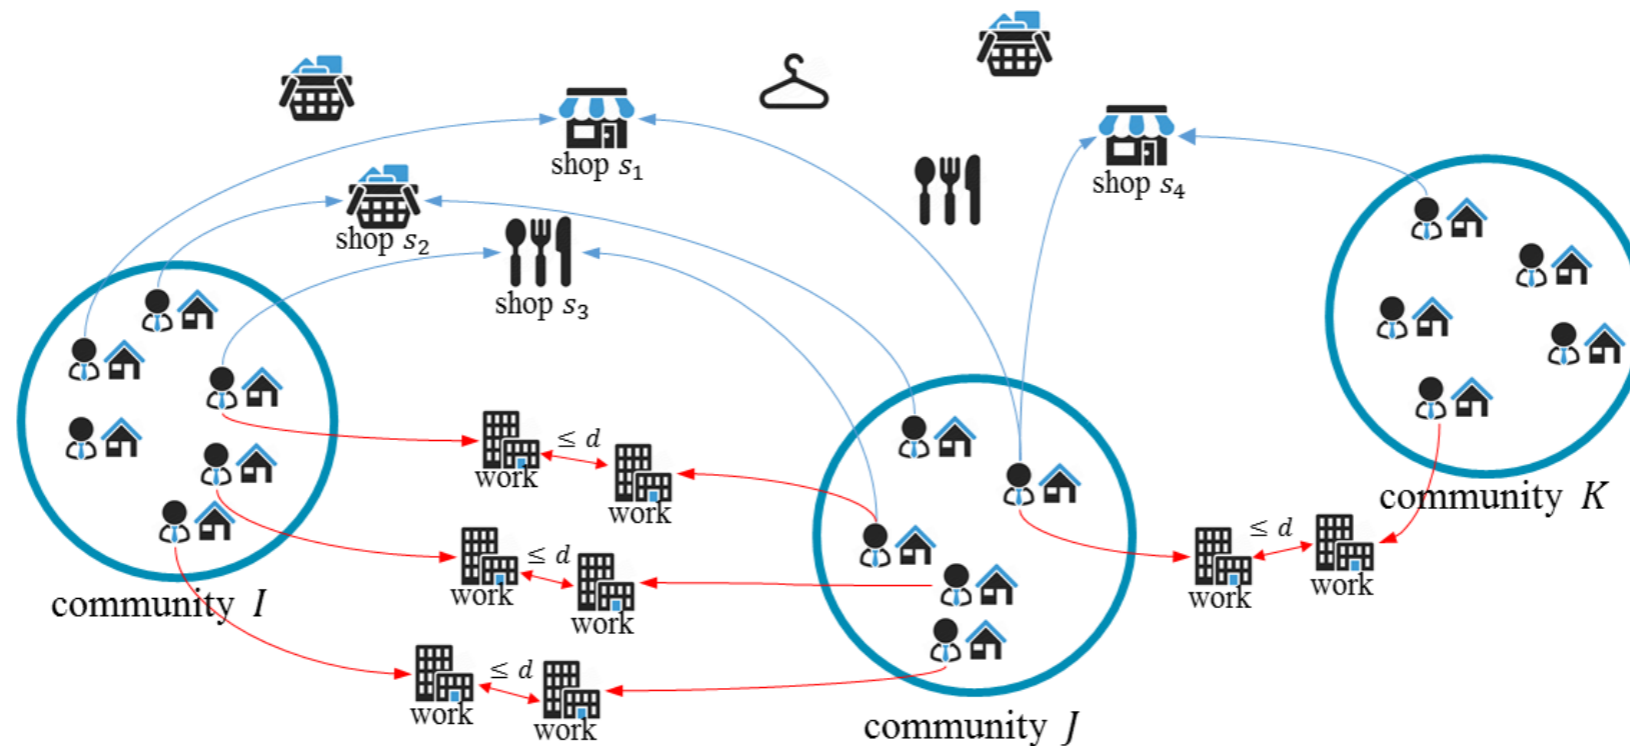 shop s₁
shop s₄
shop s₂
shop s₃
≤ d
work
work
community K
≤ d
work
work
≤ d
work
work
community I
≤ d
work
work
community J